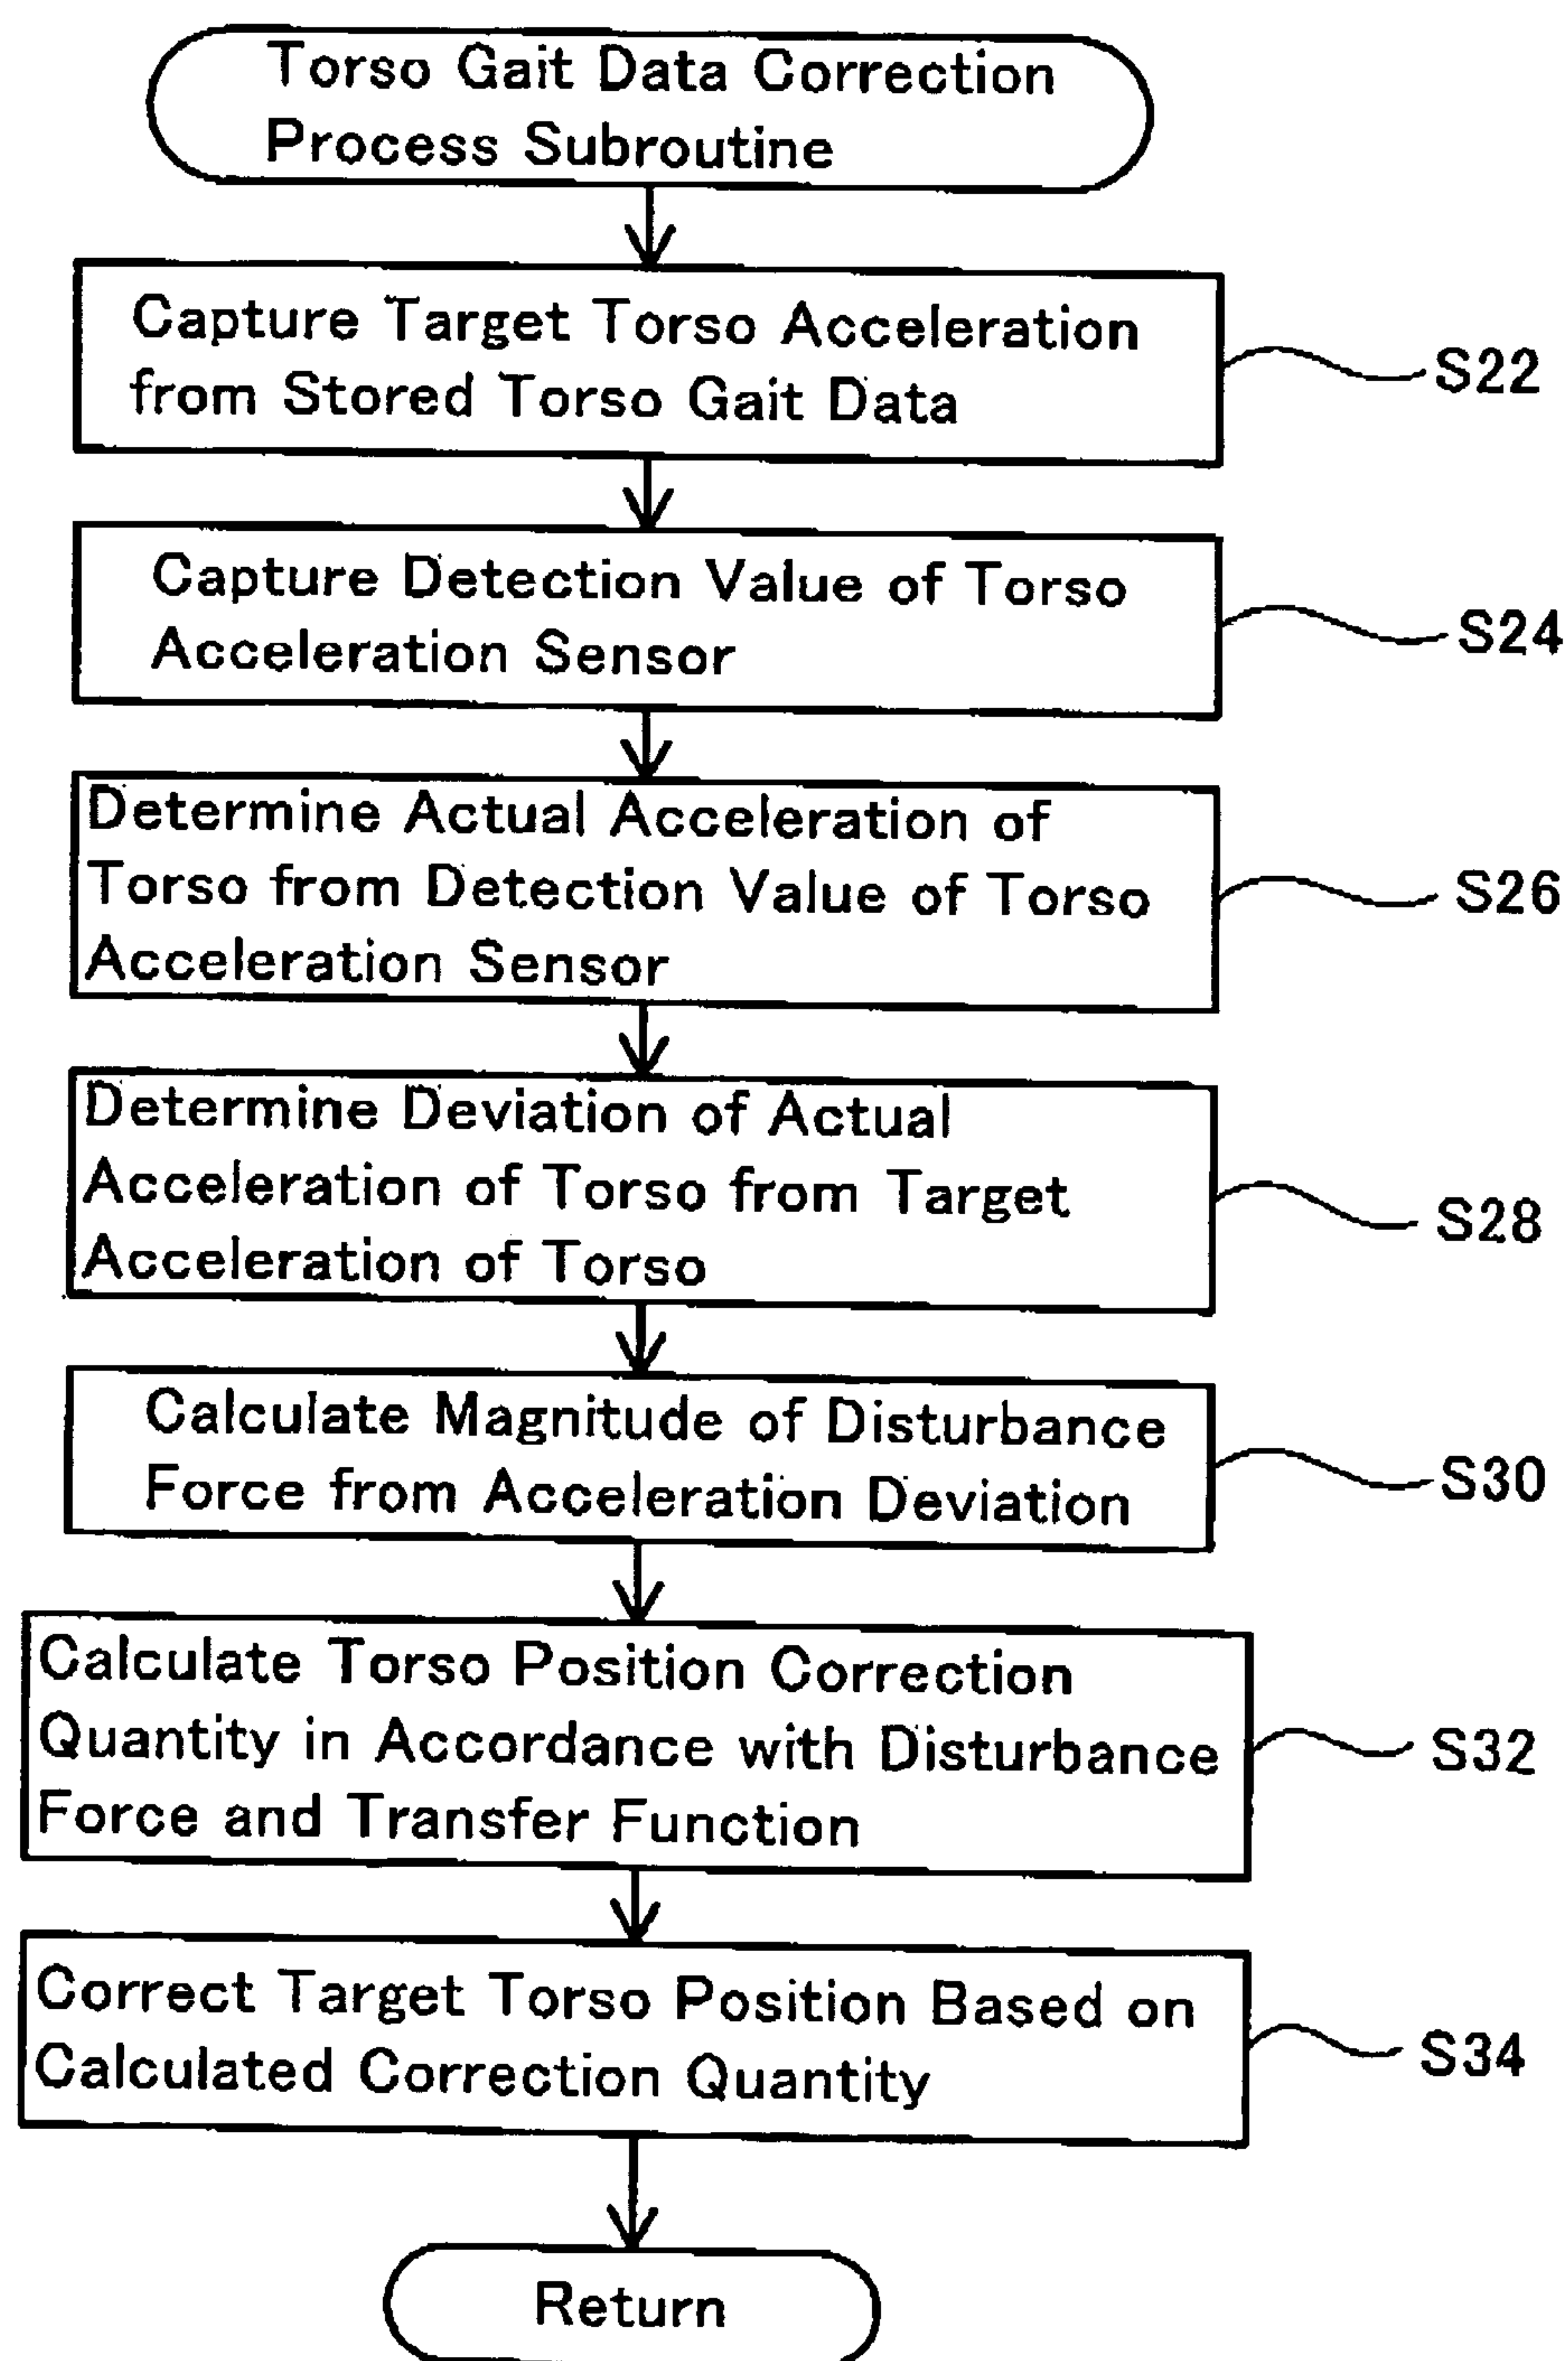 Torso Gait Data Correction
Process Subroutine
Capture Target Torso Acceleration
from Stored Torso Gait Data
S22
Capture Detection Value of Torso
Acceleration Sensor
S24
Determine Actual Acceleration of
Torso from Detection Value of Torso
Acceleration Sensor
S26
Determine Deviation of Actual
Acceleration of Torso from Target
Acceleration of Torso
S28
Calculate Magnitude of Disturbance
Force from Acceleration Deviation
S30
Calculate Torso Position Correction
Quantity in Accordance with Disturbance
Force and Transfer Function
S32
Correct Target Torso Position Based on
Calculated Correction Quantity
S34
Return